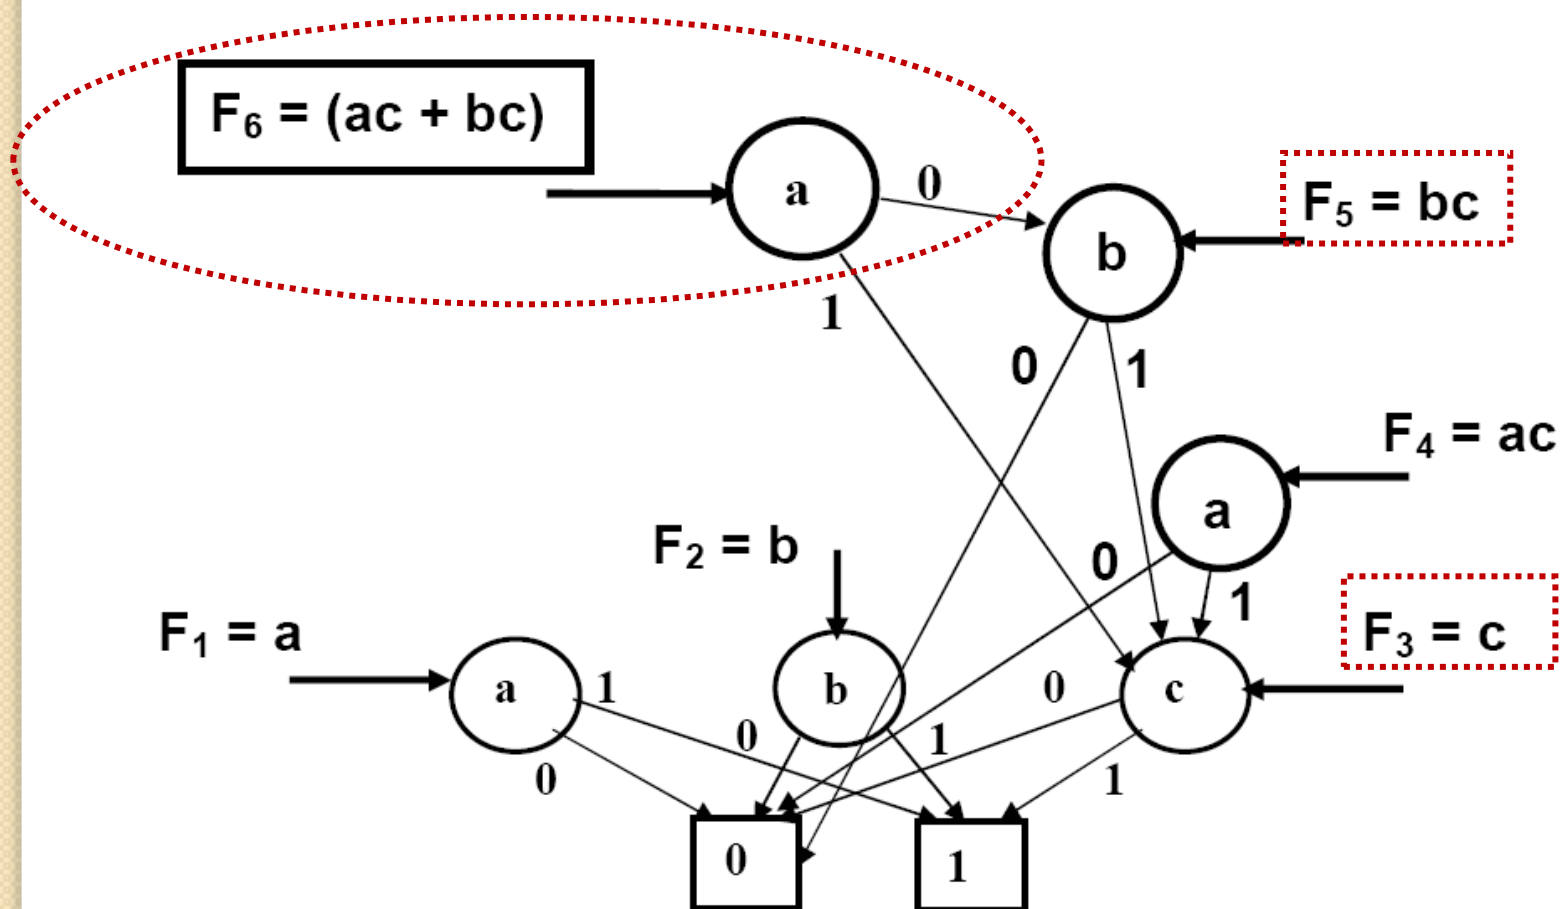 F₆ = (ac + bc)
a
0
b
F₅ = bc
1
0
1
F₄ = ac
a
F₂ = b
0
1
F₁ = a
F₃ = c
a
1
b
0
c
0
1
0
1
0
1